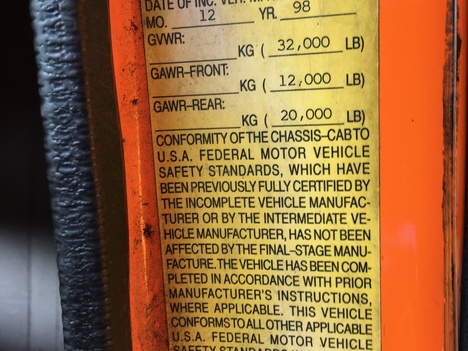 DATE OF INC. VER. M
MO. 12 YR. 98
GVWR:
KG ( 32,000 LB)
GAWR-FRONT:
KG ( 12,000 LB)
GAWR-REAR:
KG ( 20,000 LB)
CONFORMITY OF THE CHASSIS-CAB TO
U.S.A. FEDERAL MOTOR VEHICLE
SAFETY STANDARDS, WHICH HAVE
BEEN PREVIOUSLY FULLY CERTIFIED BY
THE INCOMPLETE VEHICLE MANUFAC-
TURER OR BY THE INTERMEDIATE VE-
HICLE MANUFACTURER, HAS NOT BEEN
AFFECTED BY THE FINAL-STAGE MANU-
FACTURE. THE VEHICLE HAS BEEN COM-
PLETED IN ACCORDANCE WITH PRIOR
MANUFACTURER'S INSTRUCTIONS,
WHERE APPLICABLE. THIS VEHICLE
CONFORMS TO ALL OTHER APPLICABLE
U.S.A. FEDERAL MOTOR VEHICLE
SAFETY STANDARDS